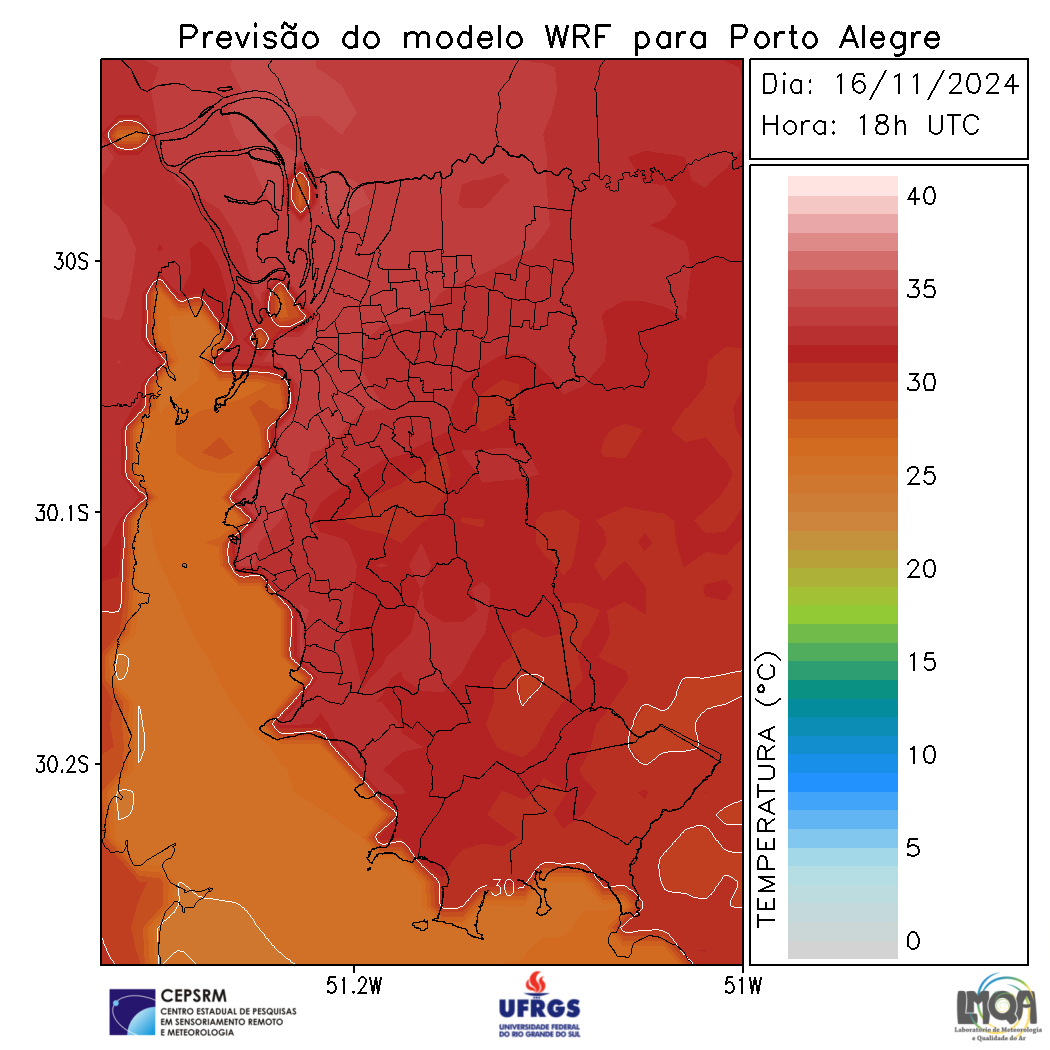 Previsão do modelo WRF para Porto Alegre
Dia: 16/11/2024
Hora: 18h UTC
40
35
30
25
20
15
10
5
0
TEMPERATURA (°C)
30S
30.1S
30.2S
30
51.2W
51W
CEPSRM
CENTRO ESTADUAL DE PESQUISAS
EM SENSORIAMENTO REMOTO
E METEOROLOGIA
UFRGS
UNIVERSIDADE FEDERAL
DO RIO GRANDE DO SUL
LMQA
Laboratório de Meteorologia
e Qualidade do Ar